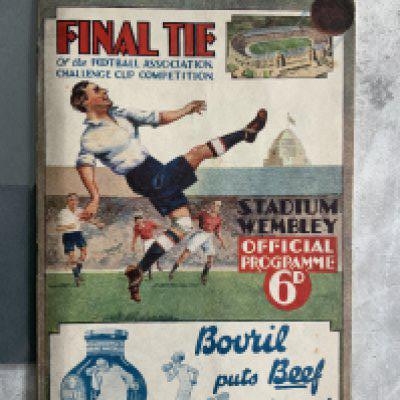 FINAL TIE
Of the FOOTBALL ASSOCIATION
CHALLENGE CUP COMPETITION
STADIUM
WEMBLEY
OFFICIAL
PROGRAMME
6D
Bovril
puts Beef